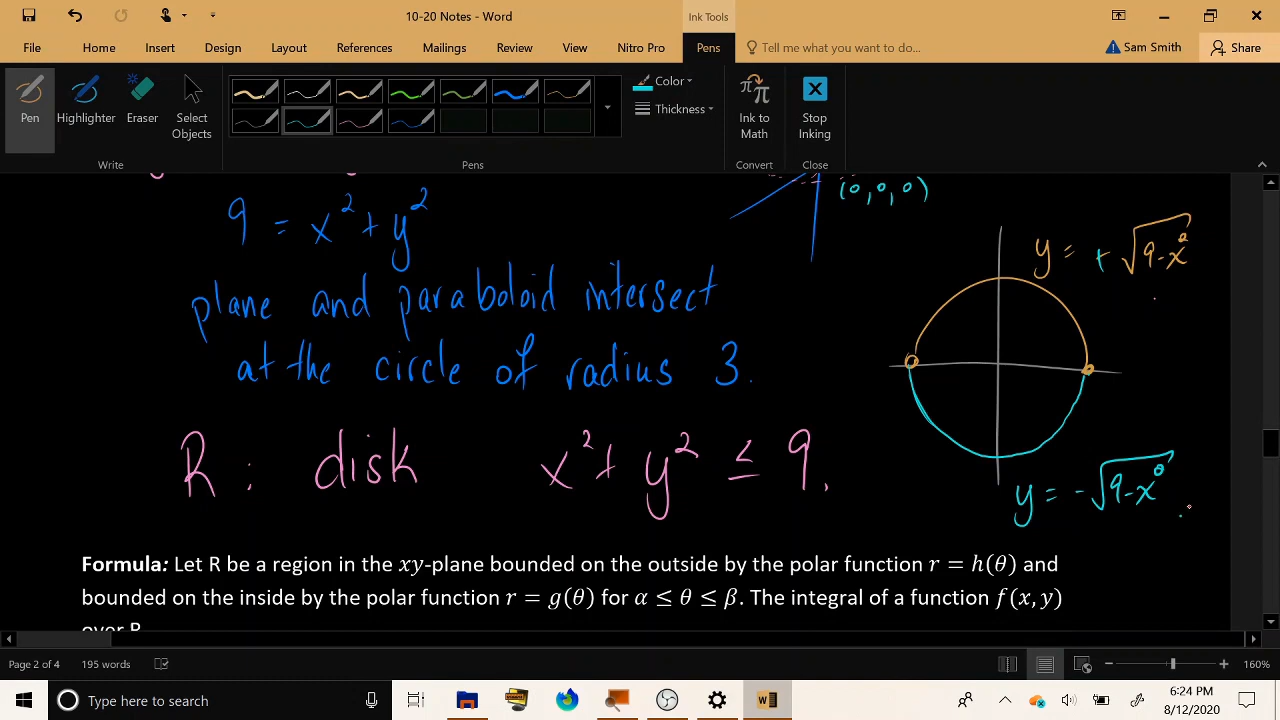 10-20 Notes - Word
Ink Tools
File Home Insert Design Layout References Mailings Review View Nitro Pro Pens Tell me what you want to do... Sam Smith Share
Pen Highlighter Eraser Select Objects
Color
Thickness
Ink to Math
Stop Inking
Write Pens Convert Close
(0, 0, 0)
9 = x² + y²
y = + √9-x²
plane and paraboloid intersect
at the circle of radius 3.
R: disk x² + y² ≤ 9.
y = -√9-x²
Formula: Let R be a region in the xy-plane bounded on the outside by the polar function r = h(θ) and
bounded on the inside by the polar function r = g(θ) for α ≤ θ ≤ β. The integral of a function f(x, y)
over R
Page 2 of 4 195 words 160%
Type here to search
6:24 PM
8/12/2020